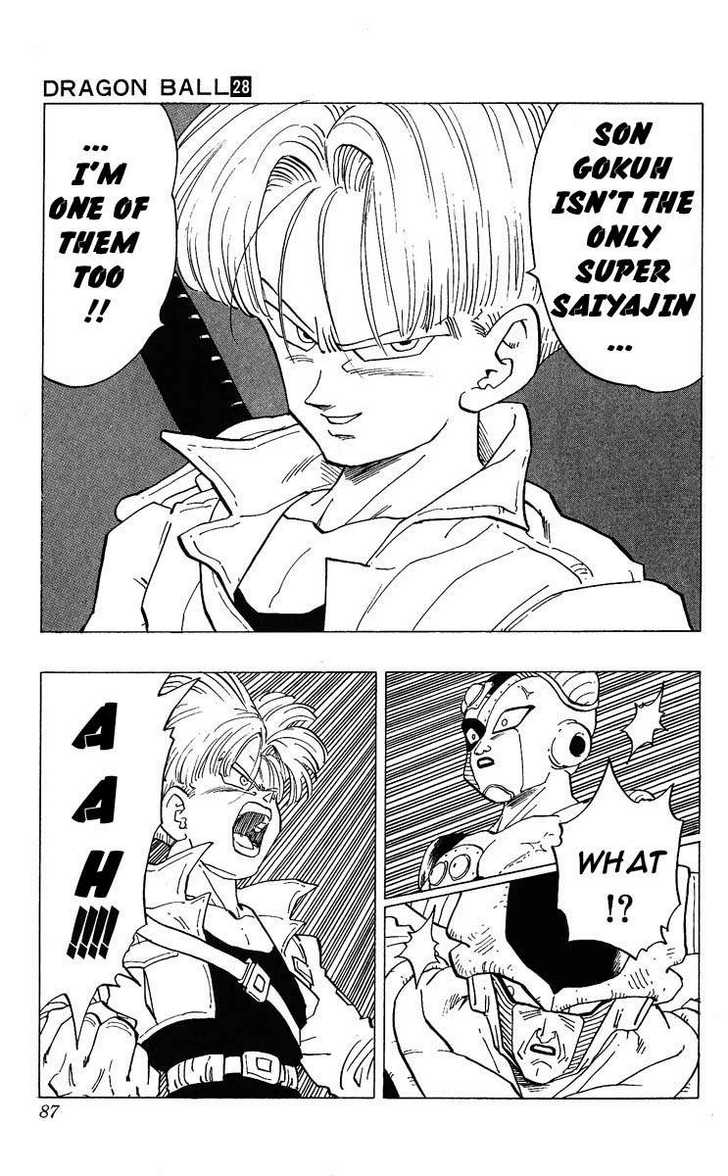 DRAGON BALL 28
SON
GOKUH
ISN'T THE
ONLY
SUPER
SAIYAJIN
...
...
I'M
ONE OF
THEM
TOO
!!
WHAT
!?
A
A
H
!!!!
87